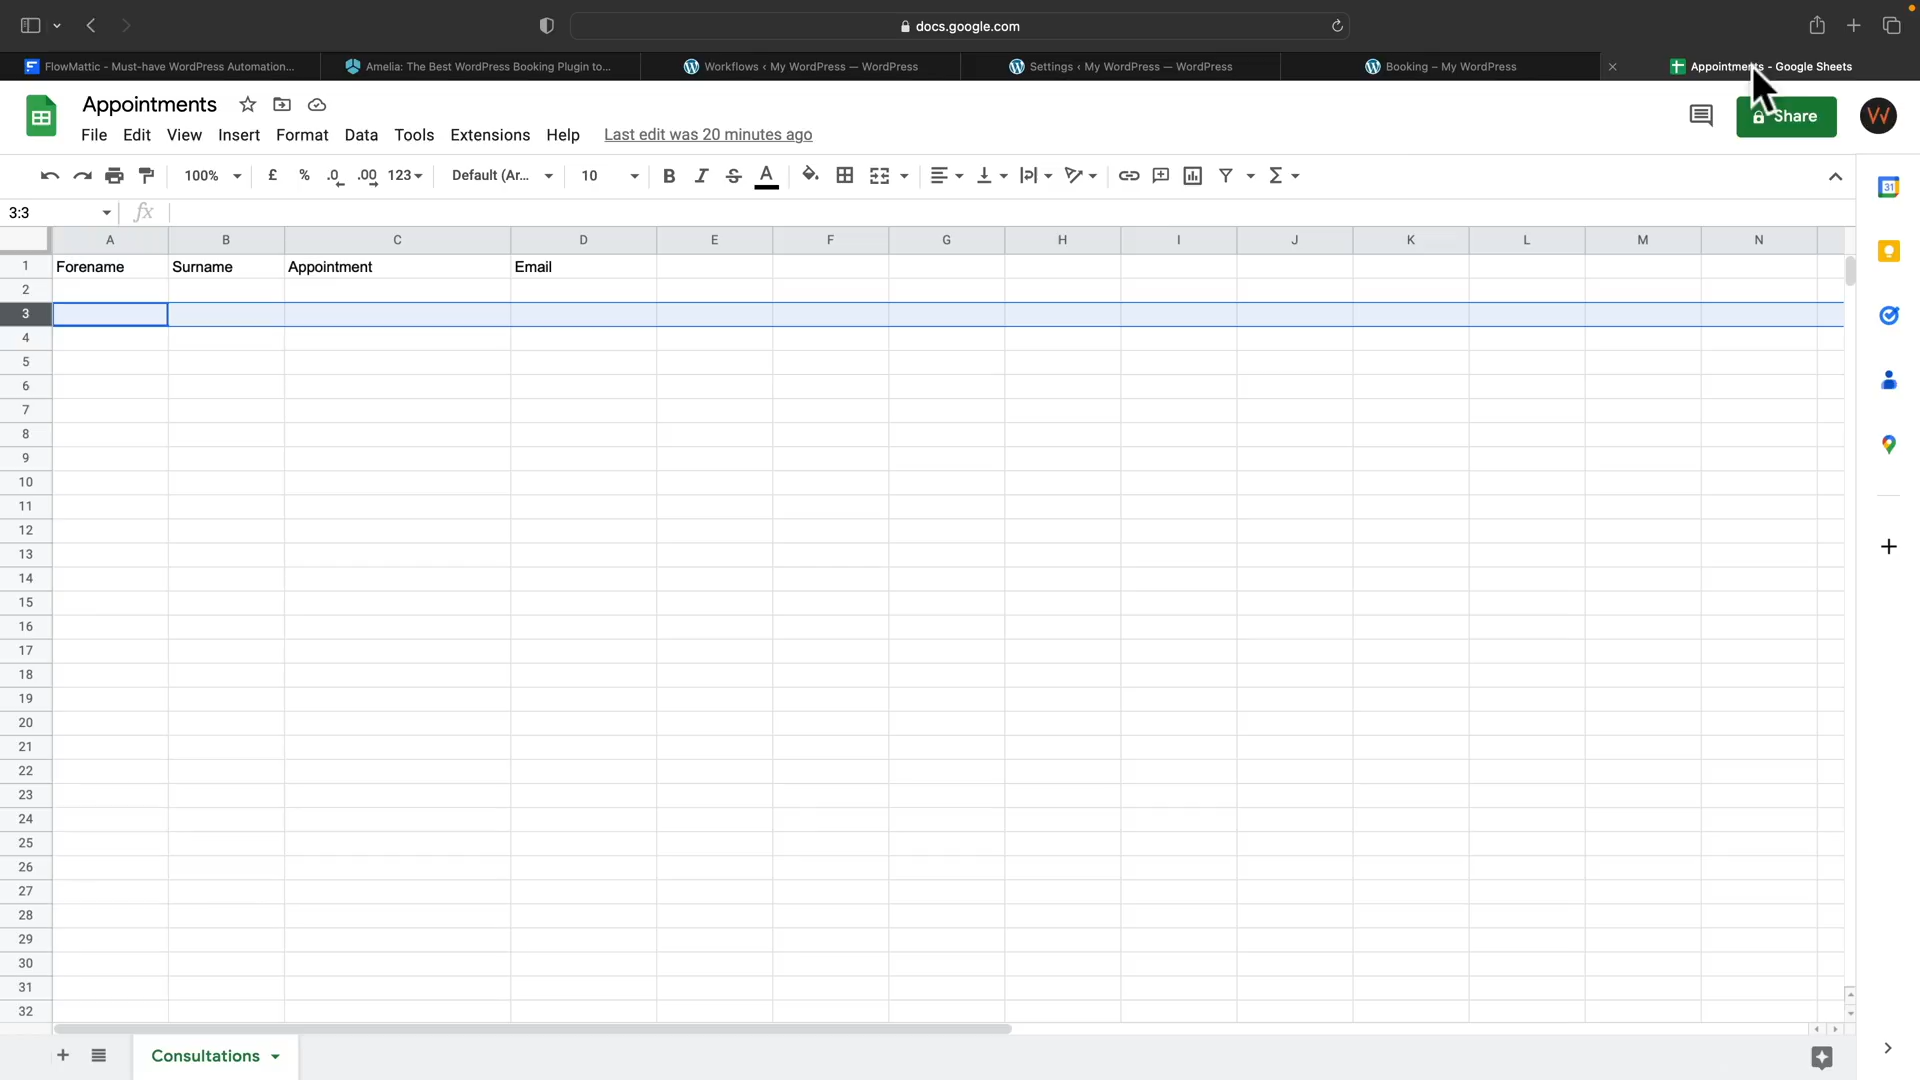 docs.google.com
FlowMattic - Must-have WordPress Automation...
Amelia: The Best WordPress Booking Plugin to...
Workflows ‹ My WordPress — WordPress
Settings ‹ My WordPress — WordPress
Booking – My WordPress
Appointments - Google Sheets
Appointments
Share
File Edit View Insert Format Data Tools Extensions Help Last edit was 20 minutes ago
100% £ % .0 .00 123 Default (Ar... 10 B I S A Σ
31
3:3 fx
A B C D E F G H I J K L M N
1 Forename Surname Appointment Email
2
3
4
5
6
7
8
9
10
11
12
13
14
15
16
17
18
19
20
21
22
23
24
25
26
27
28
29
30
31
32
Consultations